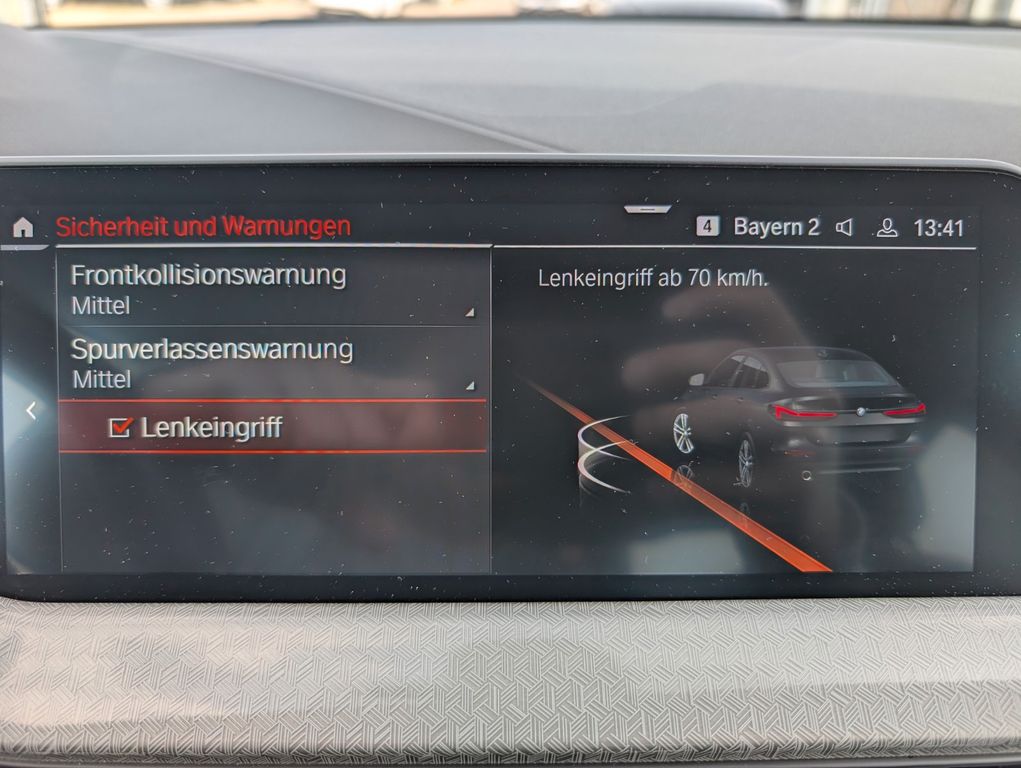 Sicherheit und Warnungen
4 Bayern 2 13:41
Frontkollisionswarnung
Mittel
Spurverlassenswarnung
Mittel
Lenkeingriff
Lenkeingriff ab 70 km/h.